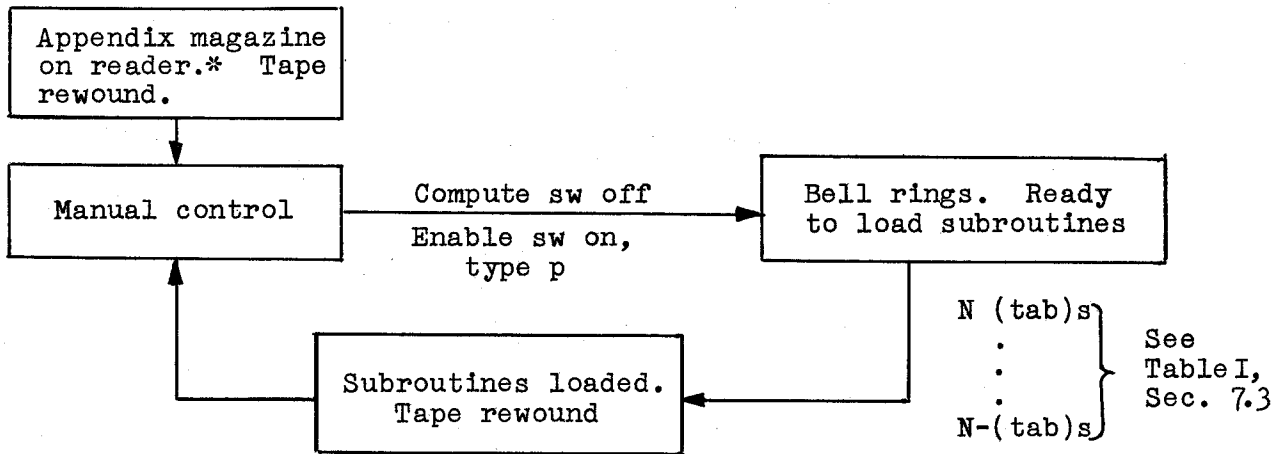 Appendix magazine
on reader.* Tape
rewound.
Manual control
Compute sw off
Enable sw on,
type p
Bell rings. Ready
to load subroutines
N (tab)s
.
.
.
N-(tab)s
See
Table I,
Sec. 7.3
Subroutines loaded.
Tape rewound